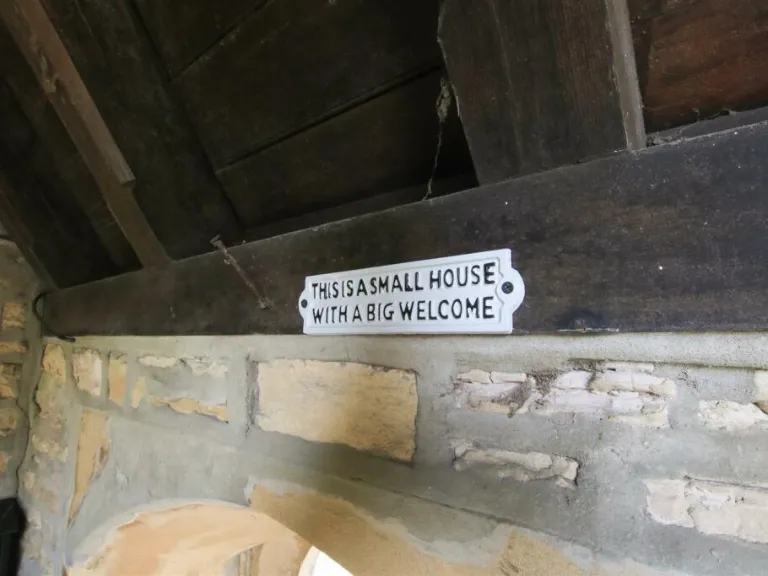 THIS IS A SMALL HOUSE
WITH A BIG WELCOME